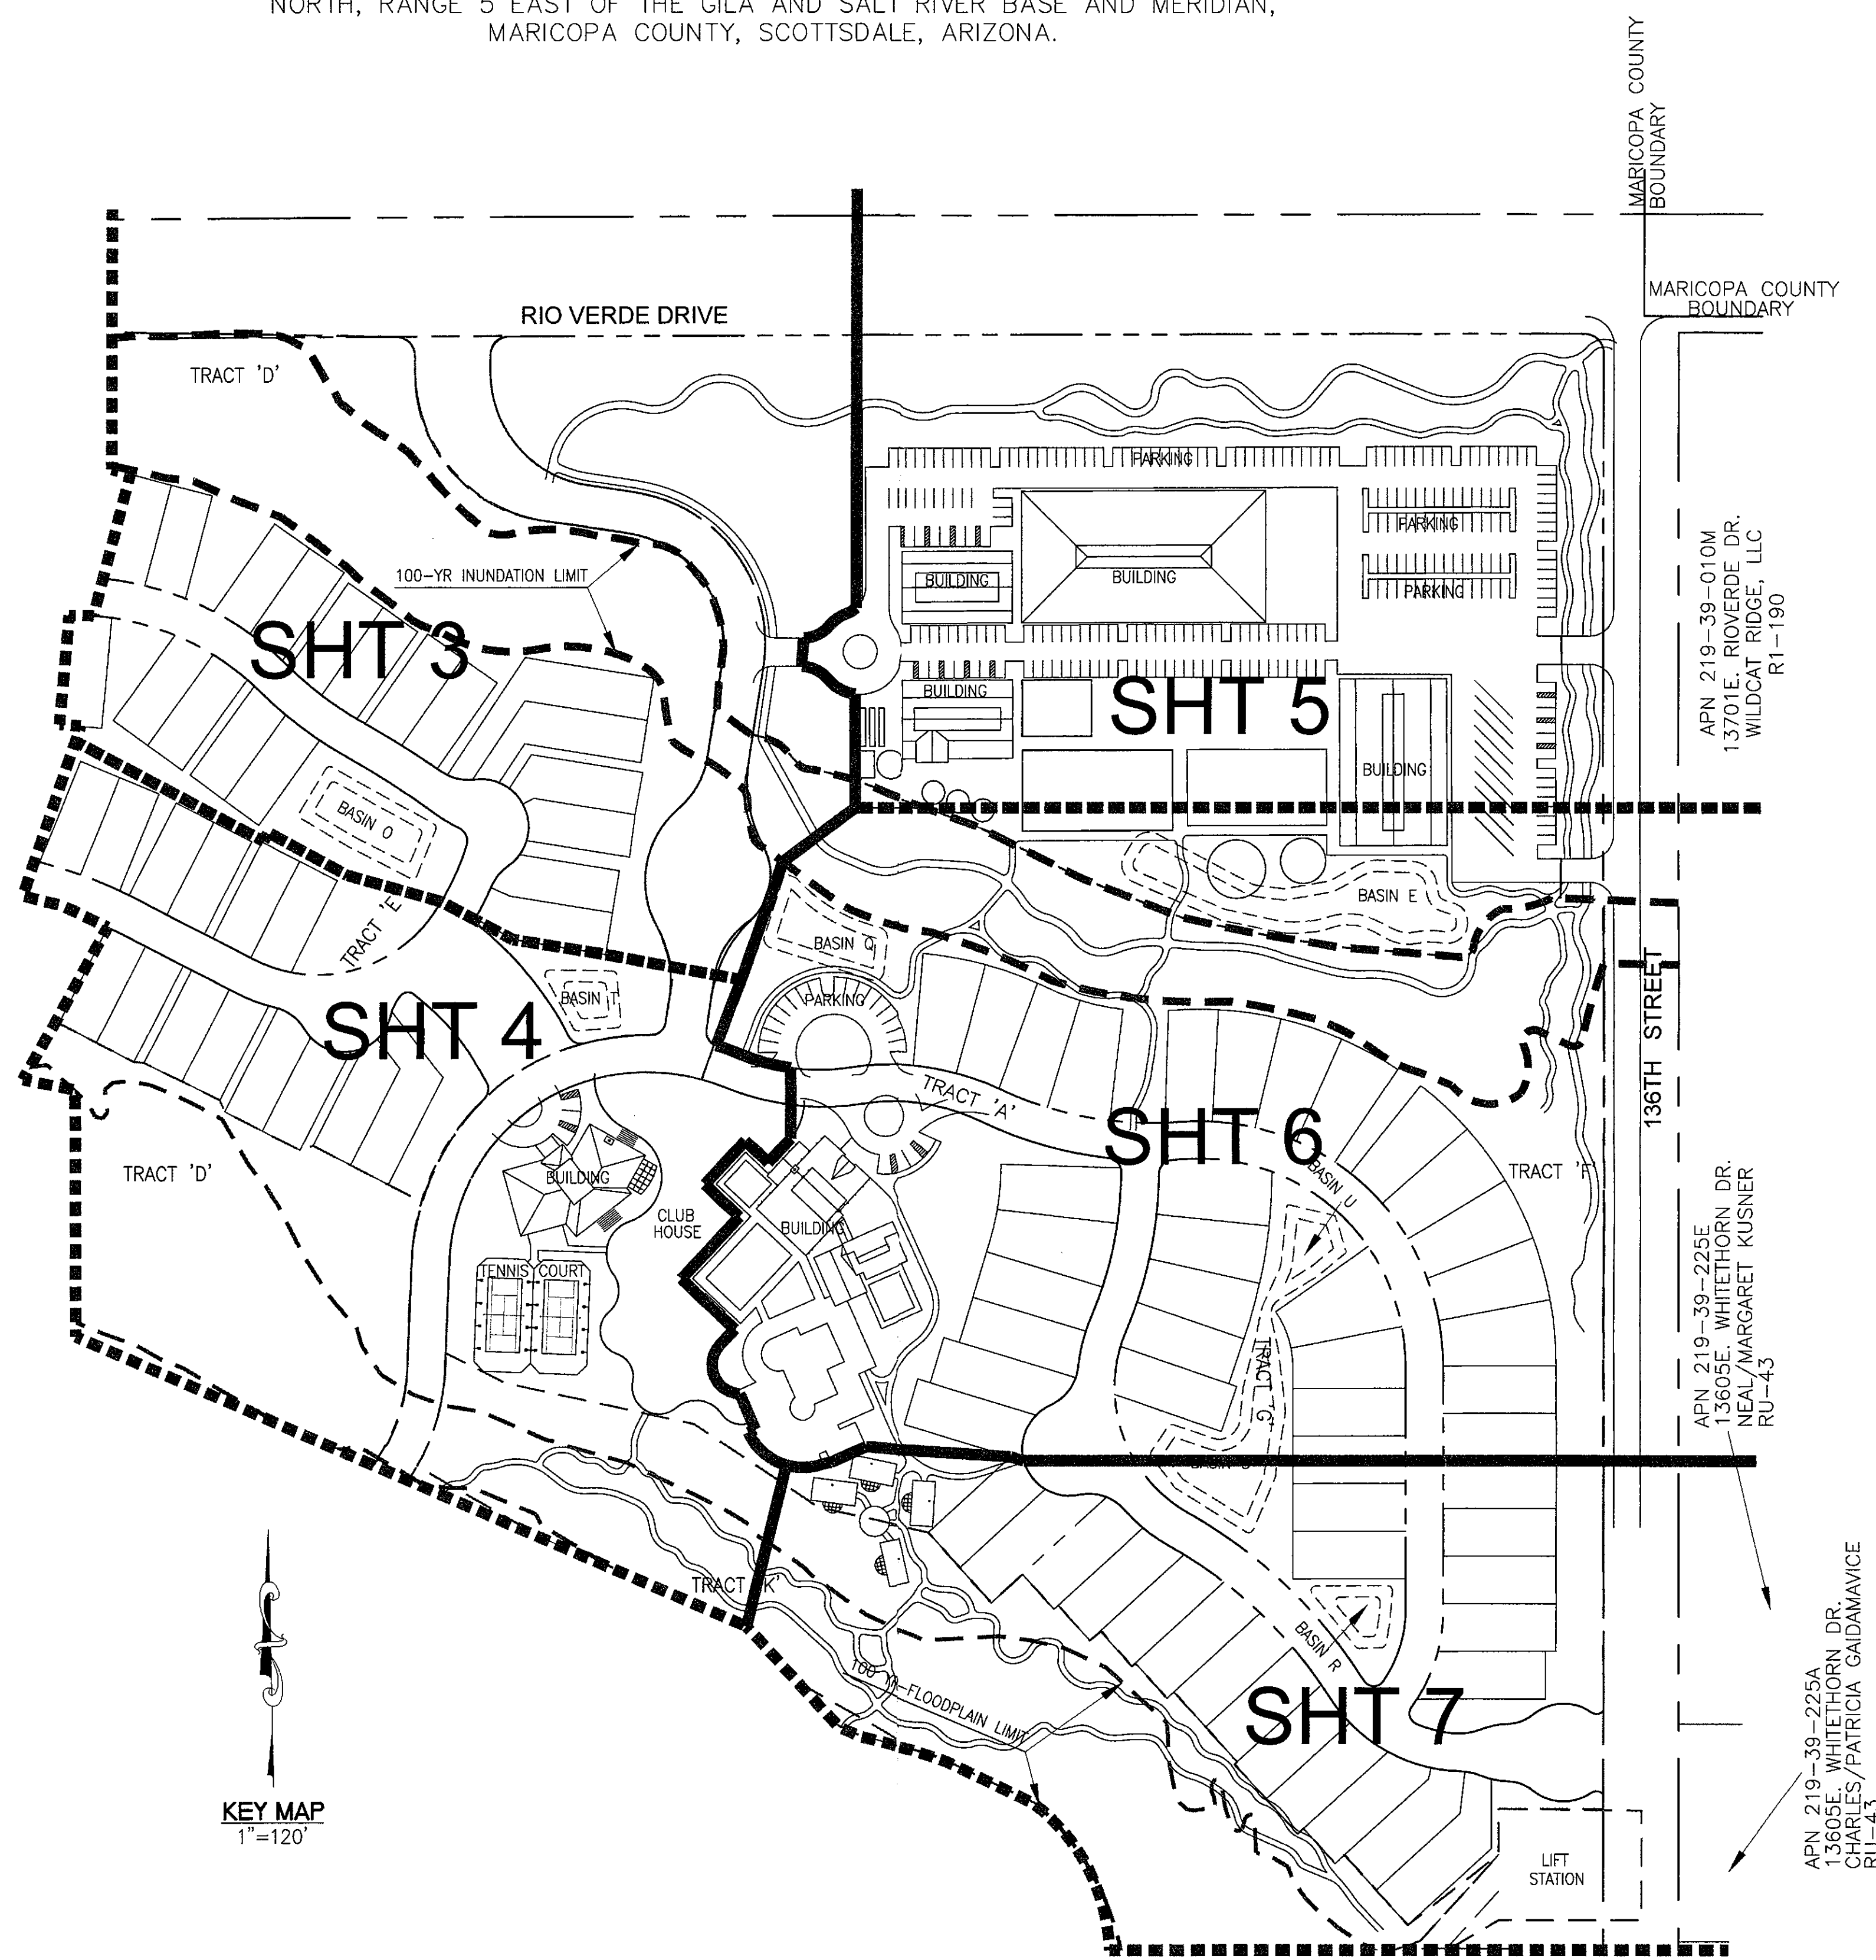 NORTH, RANGE 5 EAST OF THE GILA AND SALT RIVER BASE AND MERIDIAN,
MARICOPA COUNTY, SCOTTSDALE, ARIZONA.
MARICOPA COUNTY
BOUNDARY
MARICOPA COUNTY
BOUNDARY
RIO VERDE DRIVE
TRACT 'D'
PARKING
PARKING
PARKING
BUILDING
BUILDING
100-YR INUNDATION LIMIT
SHT 3
BUILDING
SHT 5
BUILDING
APN 219-39-010M
13701E. RIOVERDE DR.
WILDCAT RIDGE, LLC
R1-190
BASIN O
TRACT 'E'
BASIN E
BASIN Q
BASIN T
PARKING
SHT 4
136TH STREET
TRACT 'A'
SHT 6
TRACT 'D'
BUILDING
BASIN U
TRACT 'F'
CLUB
HOUSE
BUILDING
TENNIS COURT
TRACT 'G'
APN 219-39-225E
13605E. WHITETHORN DR.
NEAL/MARGARET KUSNER
RU-43
TRACT 'K'
BASIN R
100 YR-FLOODPLAIN LIMIT
SHT 7
KEY MAP
1"=120'
LIFT
STATION
APN 219-39-225A
13605E. WHITETHORN DR.
CHARLES/PATRICIA GAIDAMAVICE
RU-43